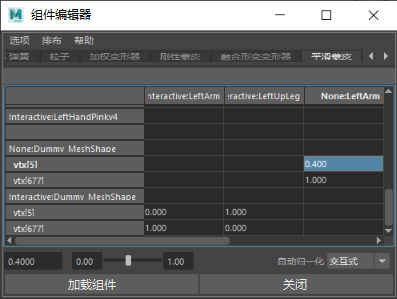 组件编辑器
选项 排布 帮助
弹簧 粒子 加权变形器 刚性蒙皮 融合形变变形器 平滑蒙皮
Interactive:LeftArm eractive:LeftUpLeg None:LeftArm
Interactive:LeftHandPinky4
None:Dummy_MeshShape
vtx[5] 0.400
vtx[677] 1.000
Interactive:Dummy_MeshShape
vtx[5] 0.000 1.000
vtx[677] 1.000 0.000
0.4000 0.00 1.00 自动归一化 交互式
加载组件 关闭